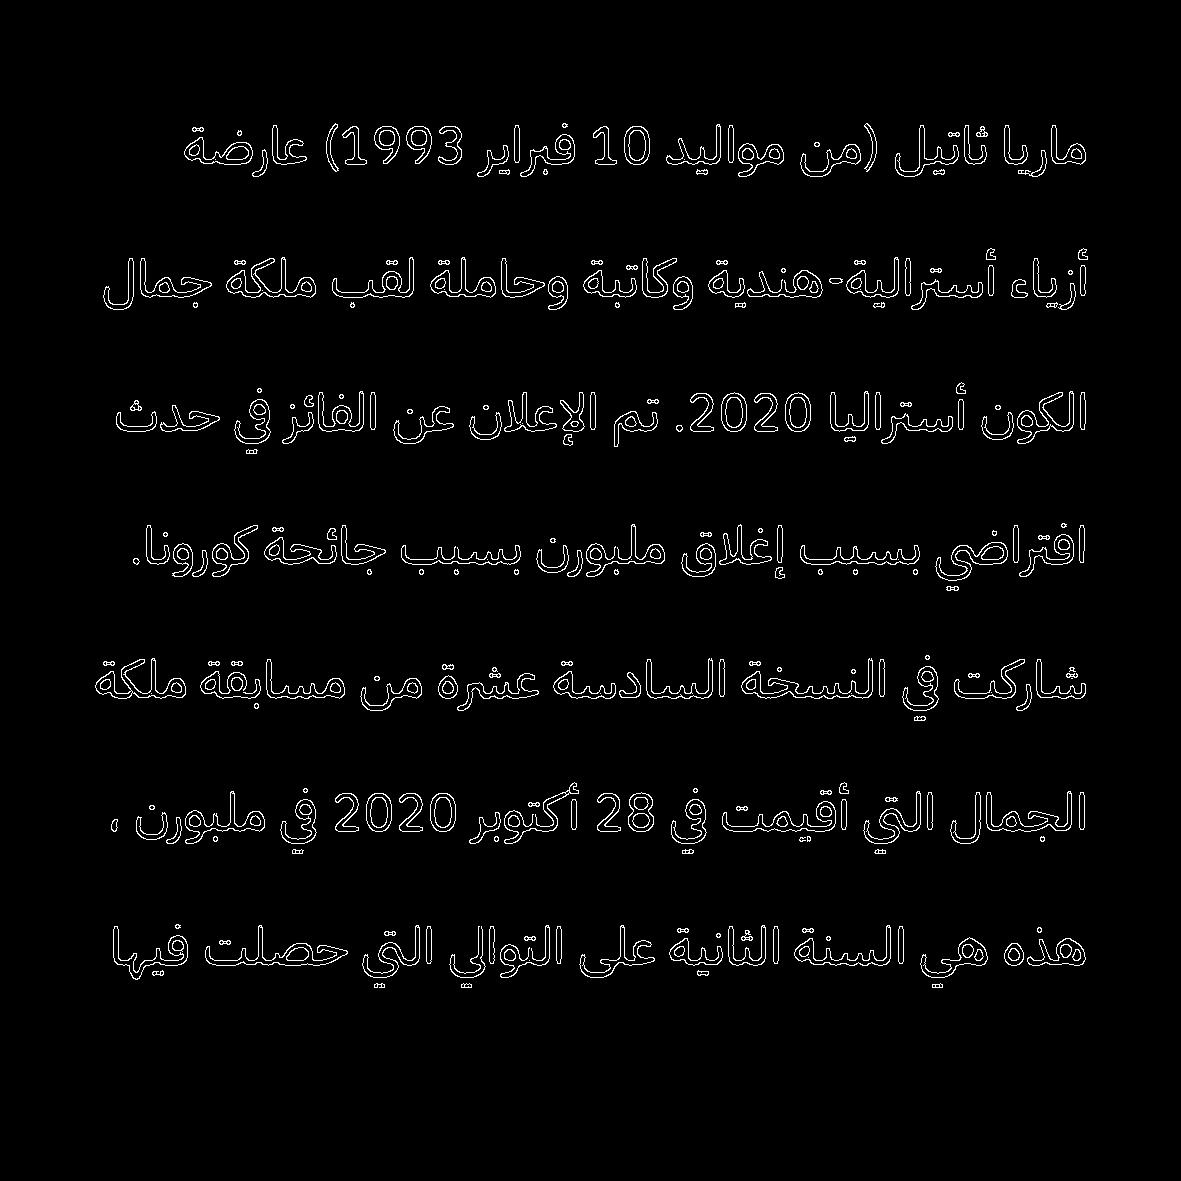 ماريا ثاتيل (من مواليد 10 فبراير 1993) عارضة
أزياء أسترالية-هندية وكاتبة وحاملة لقب ملكة جمال
الكون أستراليا 2020. تم الإعلان عن الفائز في حدث
افتراضي بسبب إغلاق ملبورن بسبب جائحة كورونا.
شاركت في النسخة السادسة عشرة من مسابقة ملكة
الجمال التي أقيمت في 28 أكتوبر 2020 في ملبورن ،
هذه هي السنة الثانية على التوالي التي حصلت فيها